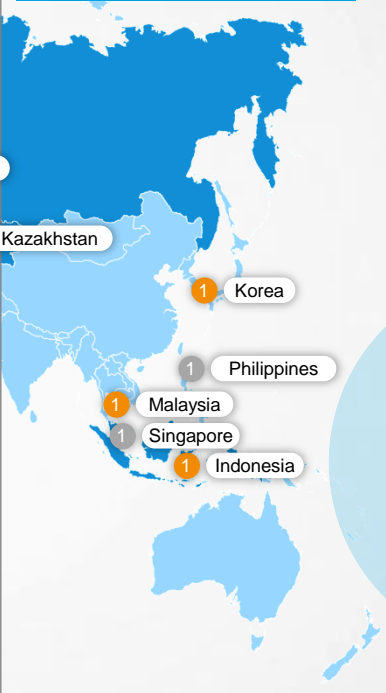 Kazakhstan
1 Korea
1 Philippines
1 Malaysia
1 Singapore
1 Indonesia